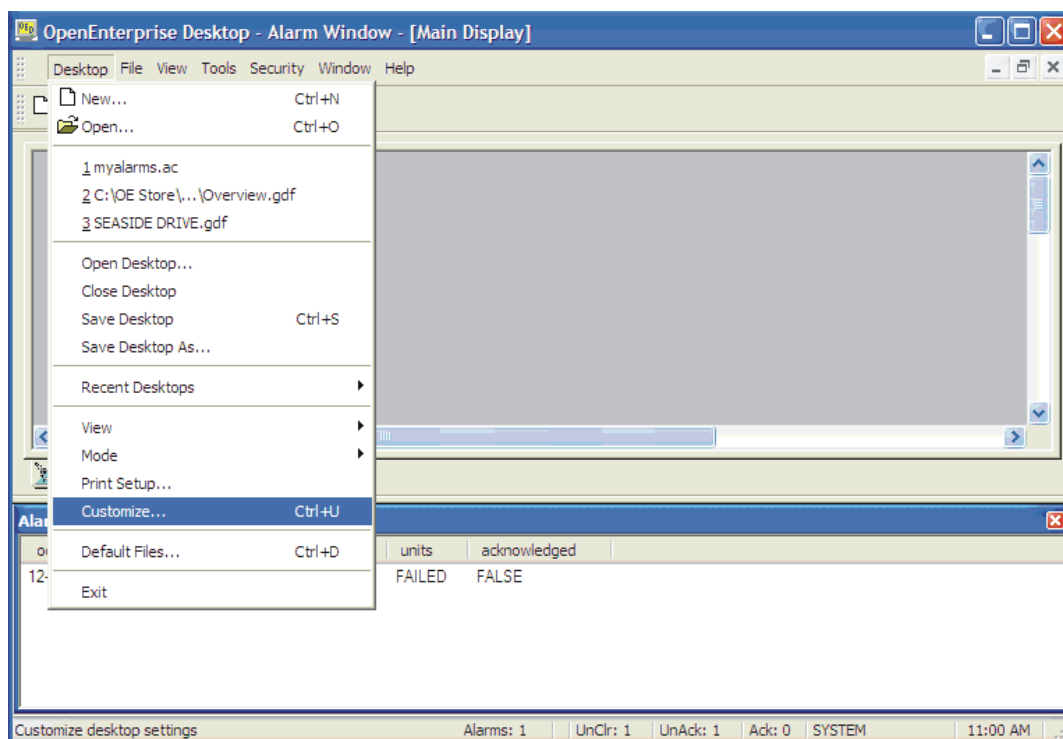 OpenEnterprise Desktop - Alarm Window - [Main Display]
Desktop File View Tools Security Window Help
New... Ctrl+N
Open... Ctrl+O
1 myalarms.ac
2 C:\OE Store\...\Overview.gdf
3 SEASIDE DRIVE.gdf
Open Desktop...
Close Desktop
Save Desktop Ctrl+S
Save Desktop As...
Recent Desktops
View
Mode
Print Setup...
Customize... Ctrl+U
Default Files... Ctrl+D
Exit
units acknowledged
12- FAILED FALSE
Customize desktop settings Alarms: 1 UnClr: 1 UnAck: 1 Ack: 0 SYSTEM 11:00 AM